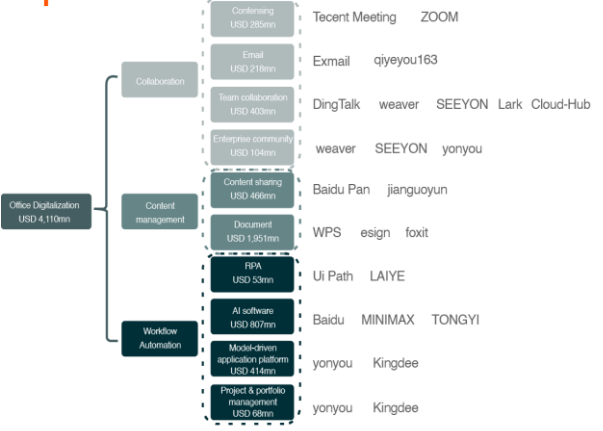 Confensing
USD 285mn
Tecent Meeting ZOOM
Email
USD 218mn
Exmail qiyeyou163
Collaboration
Team collaboration
USD 403mn
DingTalk weaver SEEYON Lark Cloud-Hub
Enterprise community
USD 104mn
weaver SEEYON yonyou
Office Digitalization
USD 4,110mn
Content
management
Content sharing
USD 466mn
Baidu Pan jianguoyun
Document
USD 1,951mn
WPS esign foxit
RPA
USD 53mn
Ui Path LAIYE
Workflow
Automation
AI software
USD 807mn
Baidu MINIMAX TONGYI
Model-driven
application platform
USD 414mn
yonyou Kingdee
Project & portfolio
management
USD 68mn
yonyou Kingdee